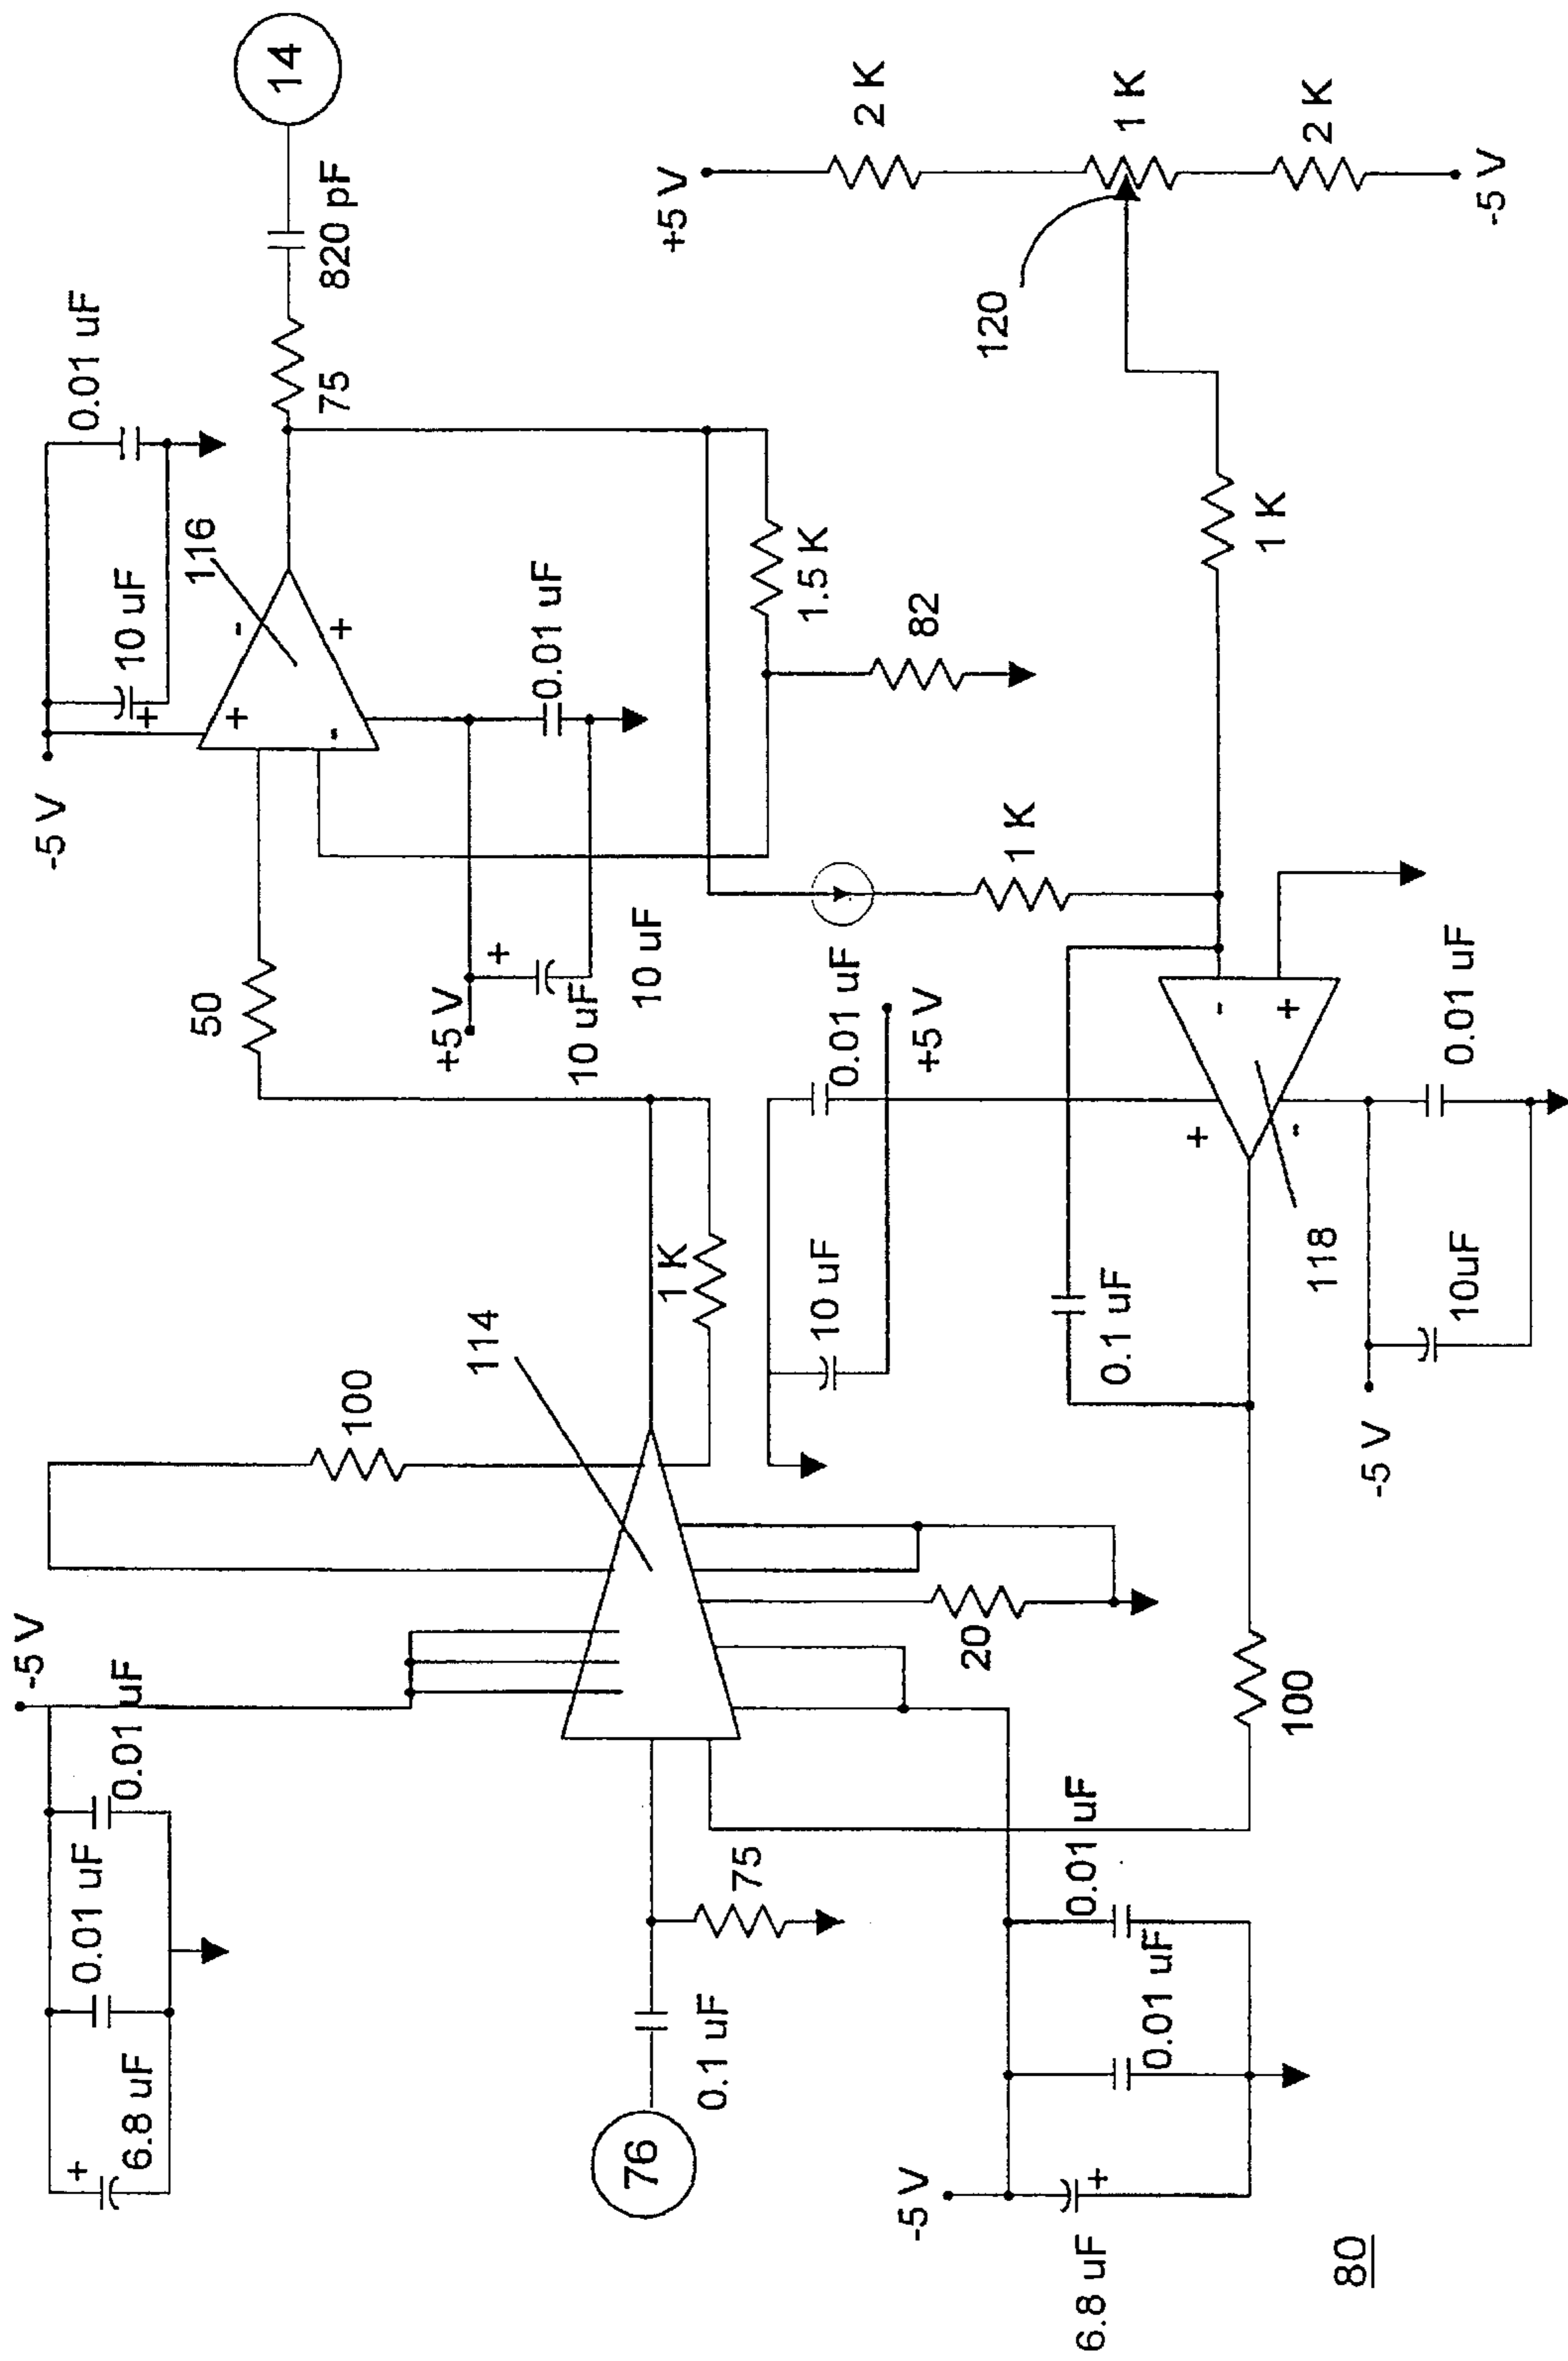 14
820 pF
75
0.01 uF
10 uF
+
-5 V
116
-
+
+
-
0.01 uF
1.5 K
82
+5 V
2 K
1 K
2 K
-5 V
120
1 K
1 K
50
+5 V
+
10 uF
10 uF
0.01 uF
+5 V
10 uF
-
+
+
-
0.01 uF
118
10uF
-5 V
0.1 uF
100
1 K
114
100
20
-5 V
0.01 uF
0.01 uF
6.8 uF
+
75
0.1 uF
76
0.01 uF
0.01 uF
-5 V
+
6.8 uF
80